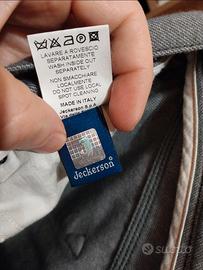 LAVARE A ROVESCIO
SEPARATAMENTE
WASH INSIDE OUT
SEPARATELY
NON SMACCHIARE
LOCALMENTE
DO NOT USE LOCAL
SPOT CLEANING
MADE IN ITALY
Jeckerson S.p.A.
Jeckerson
subito